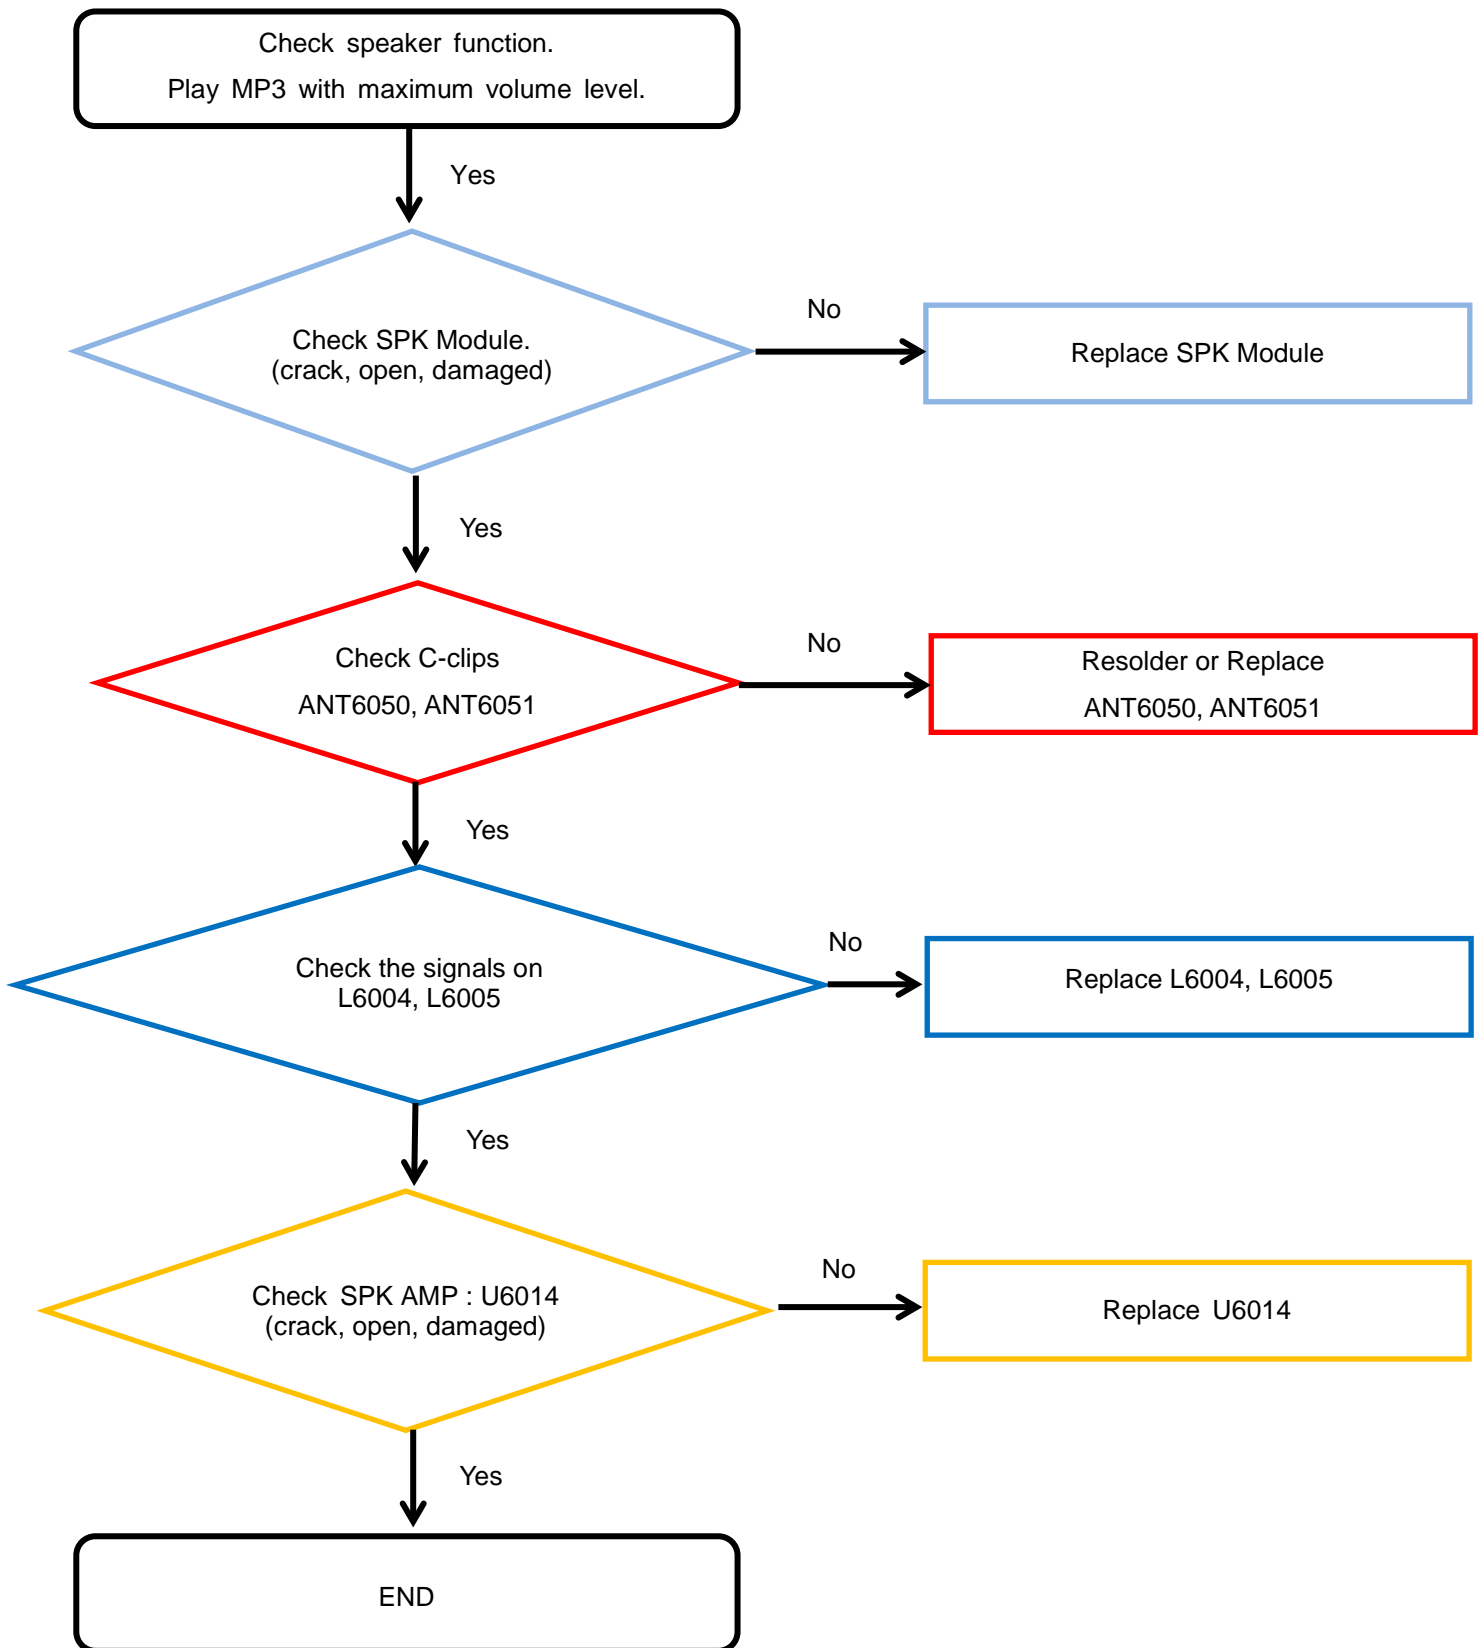 Check speaker function.
Play MP3 with maximum volume level.
Yes
Check SPK Module.
(crack, open, damaged)
No
Replace SPK Module
Yes
Check C-clips
ANT6050, ANT6051
No
Resolder or Replace
ANT6050, ANT6051
Yes
Check the signals on
L6004, L6005
No
Replace L6004, L6005
Yes
Check SPK AMP : U6014
(crack, open, damaged)
No
Replace U6014
Yes
END